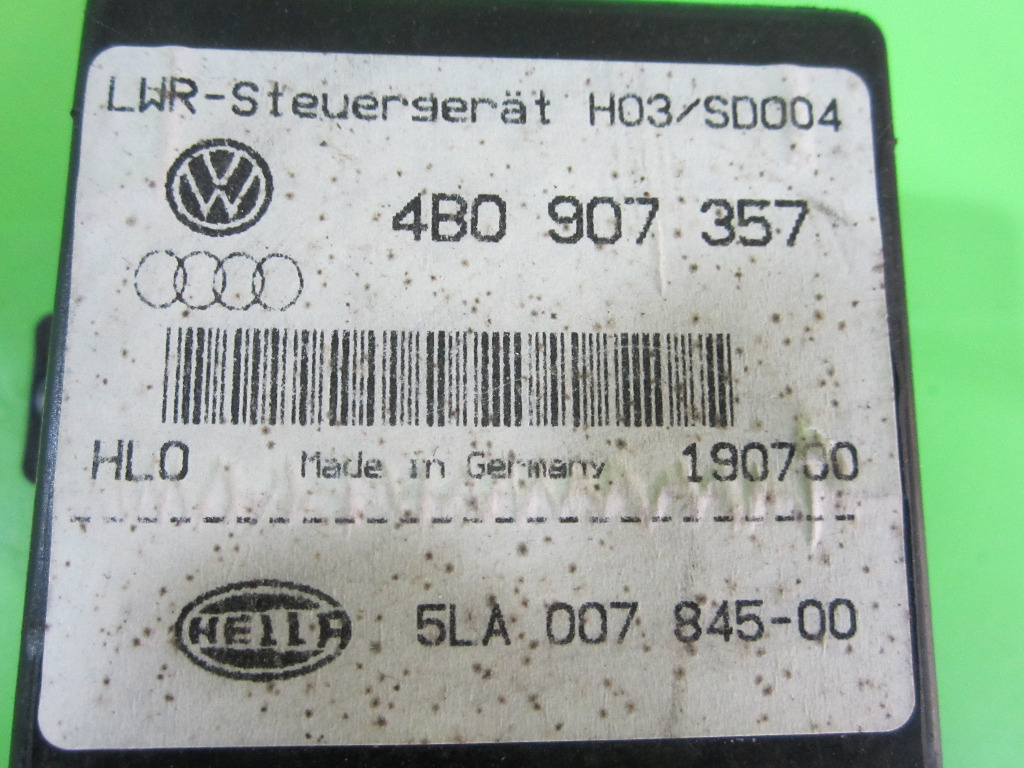 LWR-Steuergerät H03/SD004
4B0 907 357
HLO Made in Germany 190700
HELLA 5LA 007 845-00